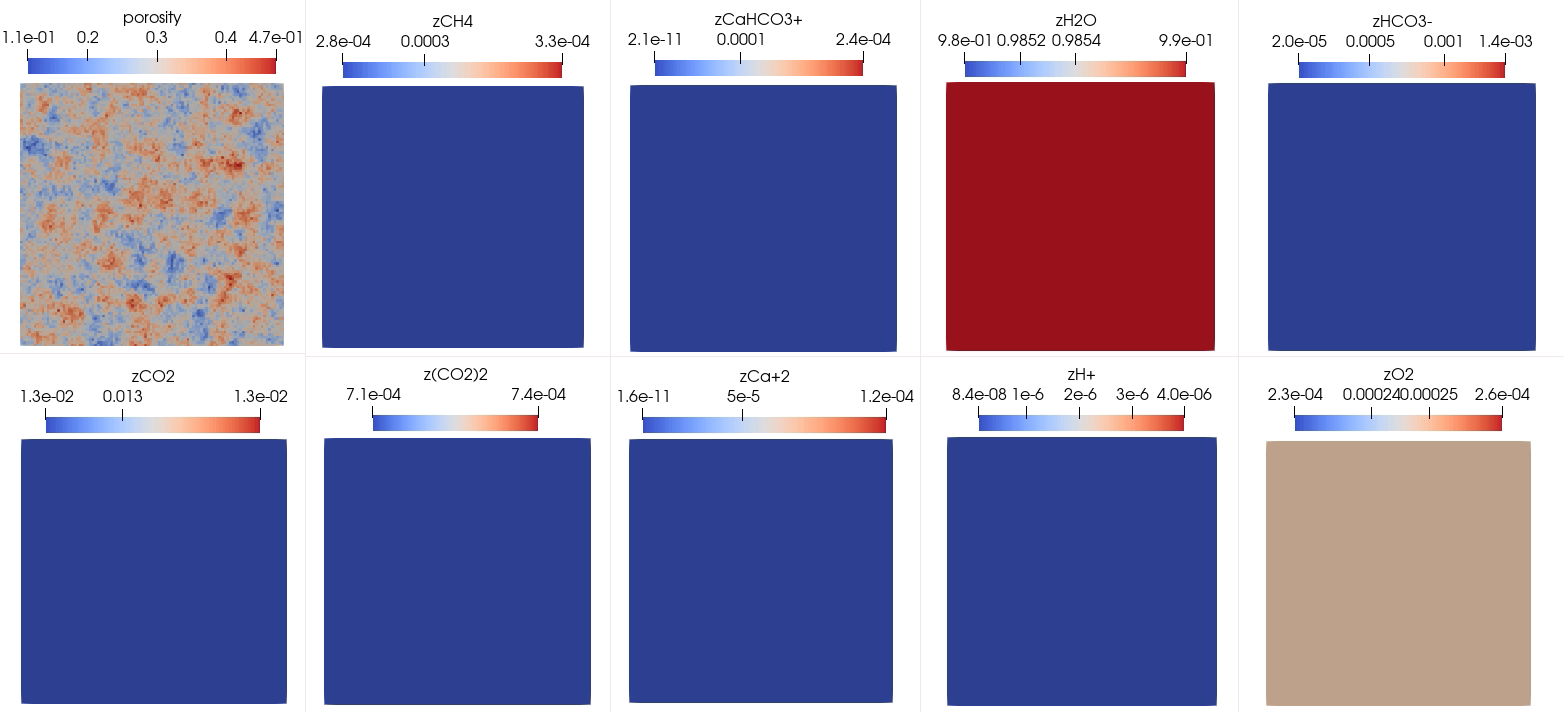 porosity
1.1e-01 0.2 0.3 0.4 4.7e-01
zCH4
2.8e-04 0.0003 3.3e-04
zCaHCO3+
2.1e-11 0.0001 2.4e-04
zH2O
9.8e-01 0.9852 0.9854 9.9e-01
zHCO3-
2.0e-05 0.0005 0.001 1.4e-03
zCO2
1.3e-02 0.013 1.3e-02
z(CO2)2
7.1e-04 7.4e-04
zCa+2
1.6e-11 5e-5 1.2e-04
zH+
8.4e-08 1e-6 2e-6 3e-6 4.0e-06
zO2
2.3e-04 0.00024 0.00025 2.6e-04